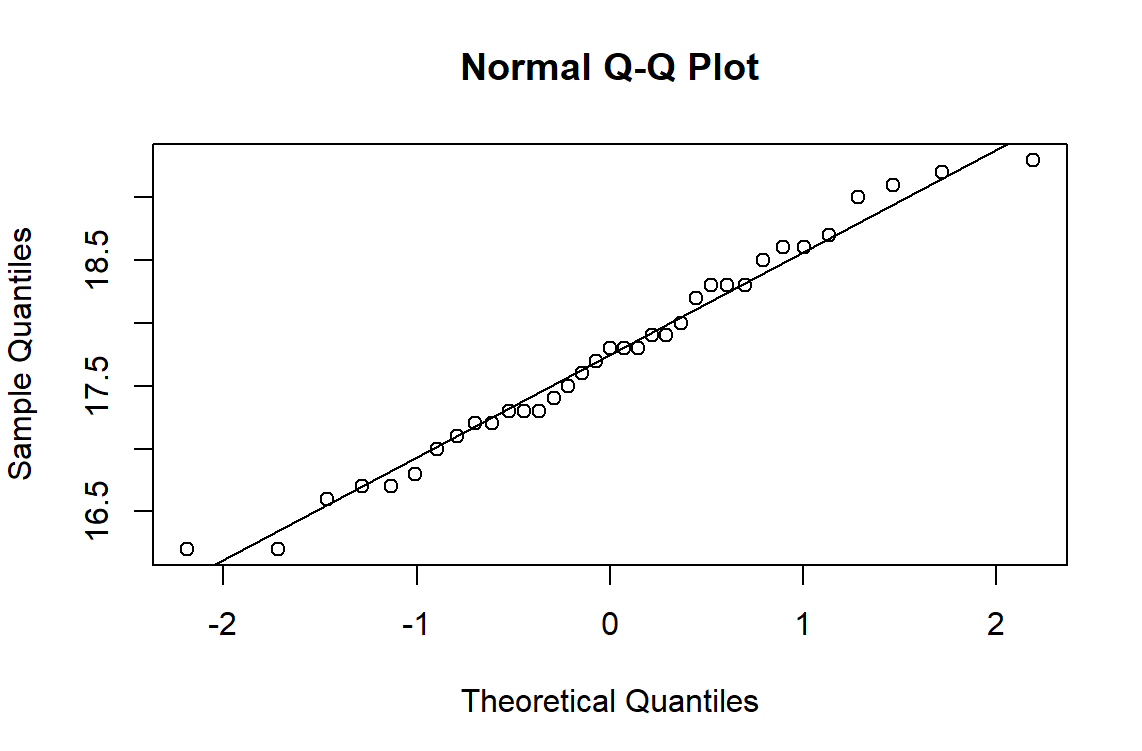 Normal Q-Q Plot
Sample Quantiles
18.5
17.5
16.5
-2
-1
0
1
2
Theoretical Quantiles